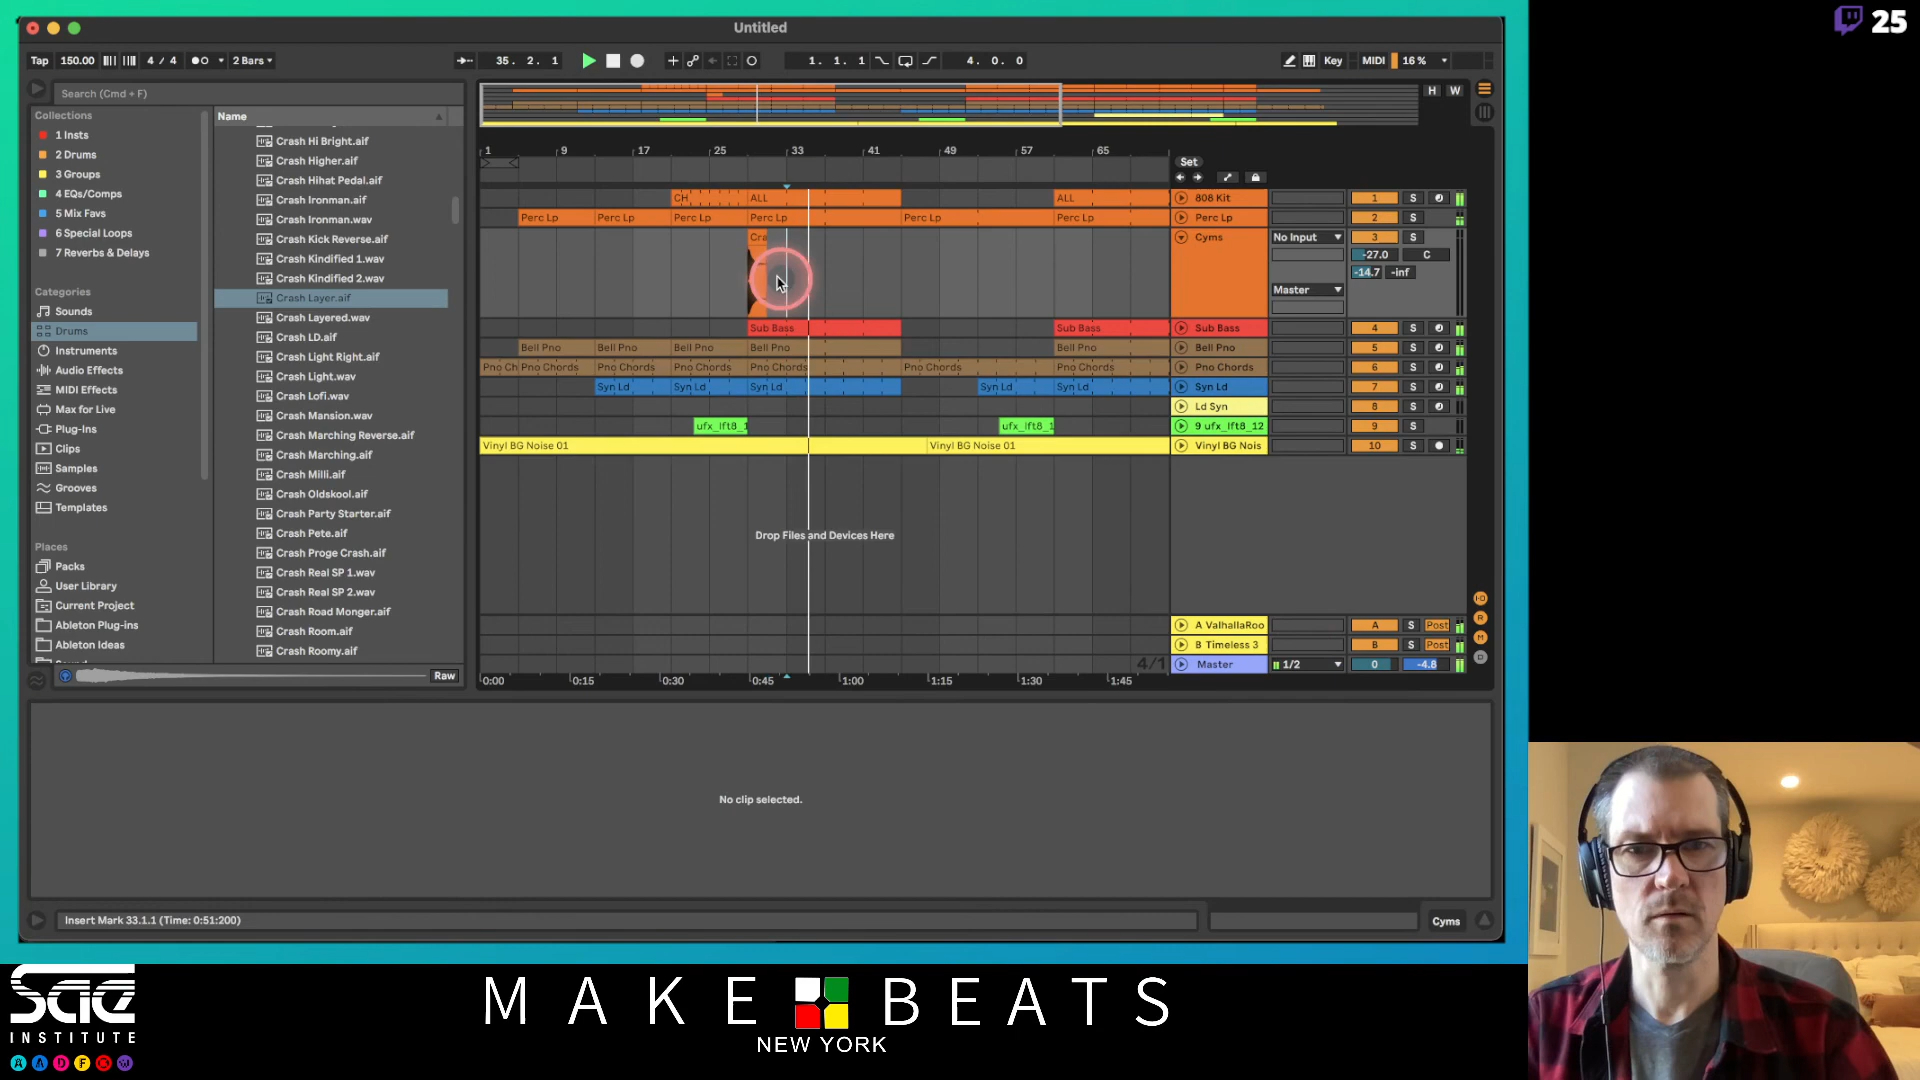 Untitled
25
Tap 150.00 4 / 4 2 Bars 35. 2. 1 1. 1. 1 4. 0. 0 Key MIDI 16 %
Search (Cmd + F)
H W
Collections
1 Insts
2 Drums
3 Groups
4 EQs/Comps
5 Mix Favs
6 Special Loops
7 Reverbs & Delays
Categories
Sounds
Drums
Instruments
Audio Effects
MIDI Effects
Max for Live
Plug-Ins
Clips
Samples
Grooves
Templates
Places
Packs
User Library
Current Project
Ableton Plug-ins
Ableton Ideas
Name
Crash Hi Bright.aif
Crash Higher.aif
Crash Hihat Pedal.aif
Crash Ironman.aif
Crash Ironman.wav
Crash Kick Reverse.aif
Crash Kindified 1.wav
Crash Kindified 2.wav
Crash Layer.aif
Crash Layered.wav
Crash LD.aif
Crash Light Right.aif
Crash Light.wav
Crash Lofi.wav
Crash Mansion.wav
Crash Marching Reverse.aif
Crash Marching.aif
Crash Milli.aif
Crash Oldskool.aif
Crash Party Starter.aif
Crash Pete.aif
Crash Proge Crash.aif
Crash Real SP 1.wav
Crash Real SP 2.wav
Crash Road Monger.aif
Crash Room.aif
Crash Roomy.aif
Raw
1 9 17 25 33 41 49 57 65
Set
CH ALL ALL 808 Kit 1 S
Perc Lp Perc Lp Perc Lp Perc Lp Perc Lp Perc Lp Perc Lp 2 S
Cra Cyms No Input 3 S
-27.0 C
-14.7 -inf
Master
Sub Bass Sub Bass Sub Bass 4 S
Bell Pno Bell Pno Bell Pno Bell Pno Bell Pno Bell Pno 5 S
Pno Ch Pno Chords Pno Chords Pno Chords Pno Chords Pno Chords Pno Chords Pno Chords 6 S
Syn Ld Syn Ld Syn Ld Syn Ld Syn Ld Syn Ld 7 S
Ld Syn 8 S
ufx_lft8_1 ufx_lft8_1 9 ufx_lft8_12 9 S
Vinyl BG Noise 01 Vinyl BG Noise 01 Vinyl BG Nois 10 S
Drop Files and Devices Here
A ValhallaRoo A S Post
B Timeless 3 B S Post
4/1 Master 1/2 0 -4.8
0:00 0:15 0:30 0:45 1:00 1:15 1:30 1:45
No clip selected.
Insert Mark 33.1.1 (Time: 0:51:200)
Cyms
SAE
INSTITUTE
A A D F C W
MAKE BEATS
NEW YORK